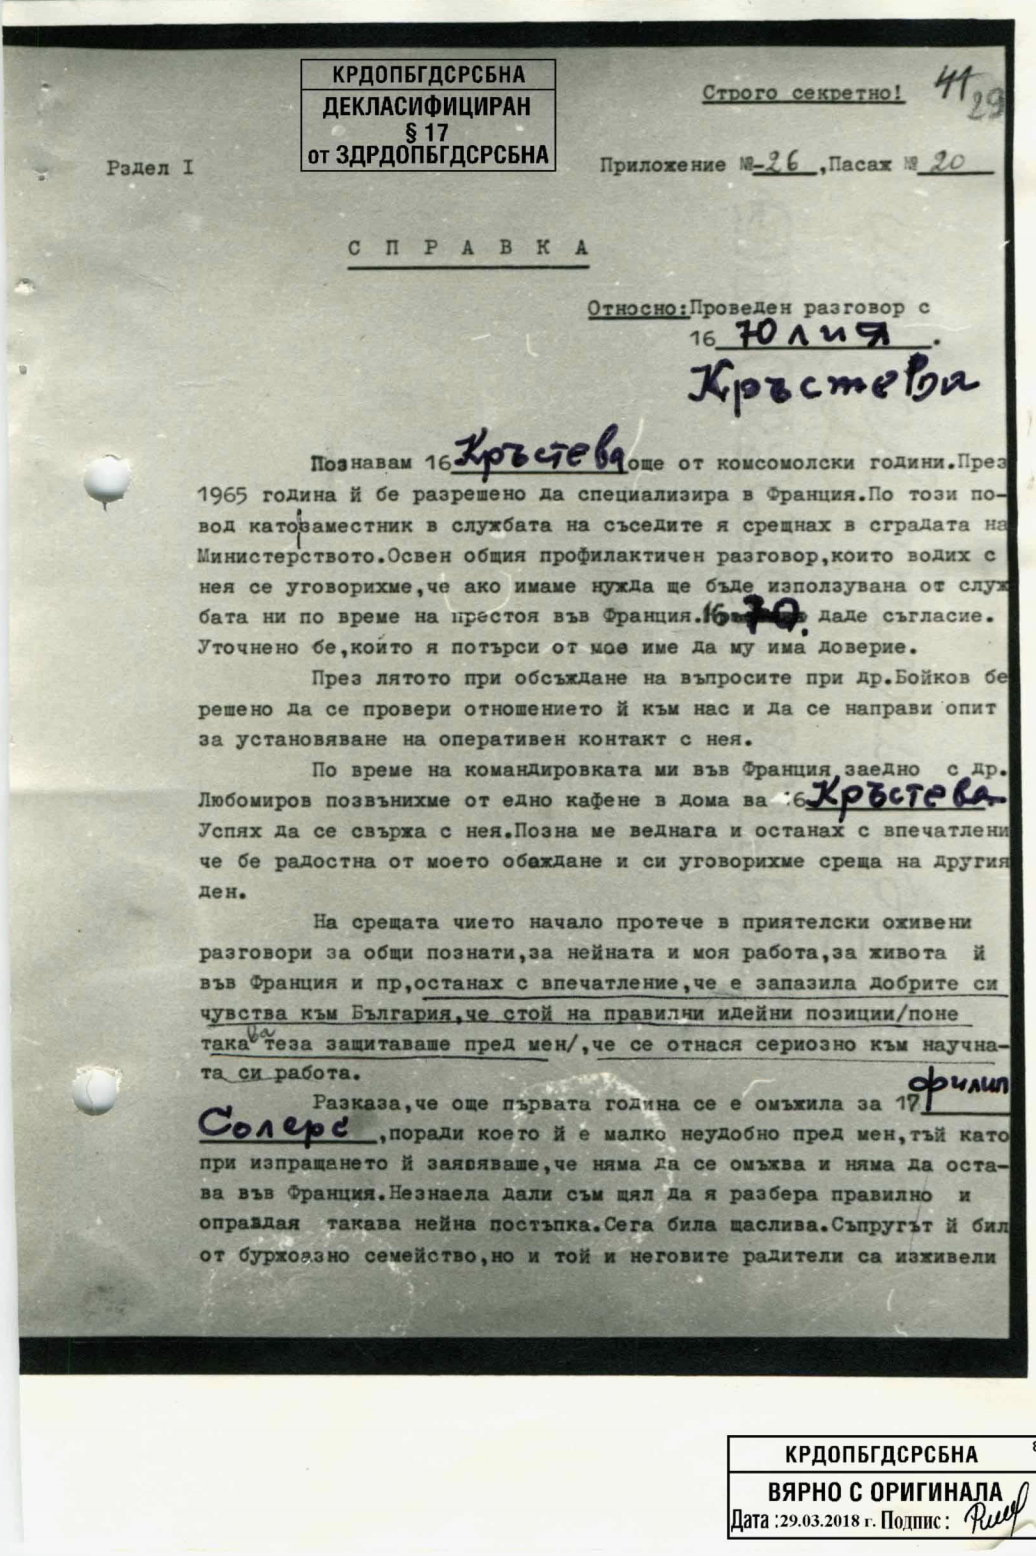 КРДОПБГДСРСБНА
ДЕКЛАСИФИЦИРАН
§ 17
от ЗДРДОПБГДСРСБНА
Строго секретно!
41
29
Рздел I
Приложение №-26, Пасаж № 20
С П Р А В К А
Относно: Проведен разговор с
16 Юлия.
Кръстева
Познавам 16 Кръстева още от комсомолски години.През
1965 година й бе разрешено да специализира в Франция.По този по-
вод като заместник в службата на съседите я срещнах в сградата на
Министерството.Освен общия профилактичен разговор,които водих с
нея се уговорихме,че ако имаме нужда ще бъде използувана от служ
бата ни по време на престоя във Франция.16 Ю. даде съгласие.
Уточнено бе,който я потърси от мое име да му има доверие.
През лятото при обсъждане на въпросите при др.Бойков бе
решено да се провери отношението й към нас и да се направи опит
за установяване на оперативен контакт с нея.
По време на командировката ми във Франция заедно с др.
Любомиров позвънихме от едно кафене в дома ва 16 Кръстева
Успях да се свържа с нея.Позна ме веднага и останах с впечатлени
че бе радостна от моето обаждане и си уговорихме среща на другия
ден.
На срещата чието начало протече в приятелски оживени
разговори за общи познати,за нейната и моя работа,за живота й
във Франция и пр,останах с впечатление,че е запазила добрите си
чувства към България,че стой на правилни идейни позиции/поне
такава теза защитаваше пред мен/,че се отнася сериозно към научна-
та си работа.
Разказа,че още първата година се е омъжила за 17 Филип
Солерс,поради което й е малко неудобно пред мен,тъй като
при изпращането й заявяваше,че няма да се омъжва и няма да оста-
ва във Франция.Незнаела дали съм щял да я разбера правилно и
оправдая такава нейна постъпка.Сега била щаслива.Съпругът й бил
от буржоазно семейство,но и той и неговите радители са изживели
КРДОПБГДСРСБНА
ВЯРНО С ОРИГИНАЛА
Дата :29.03.2018 г. Подпис :